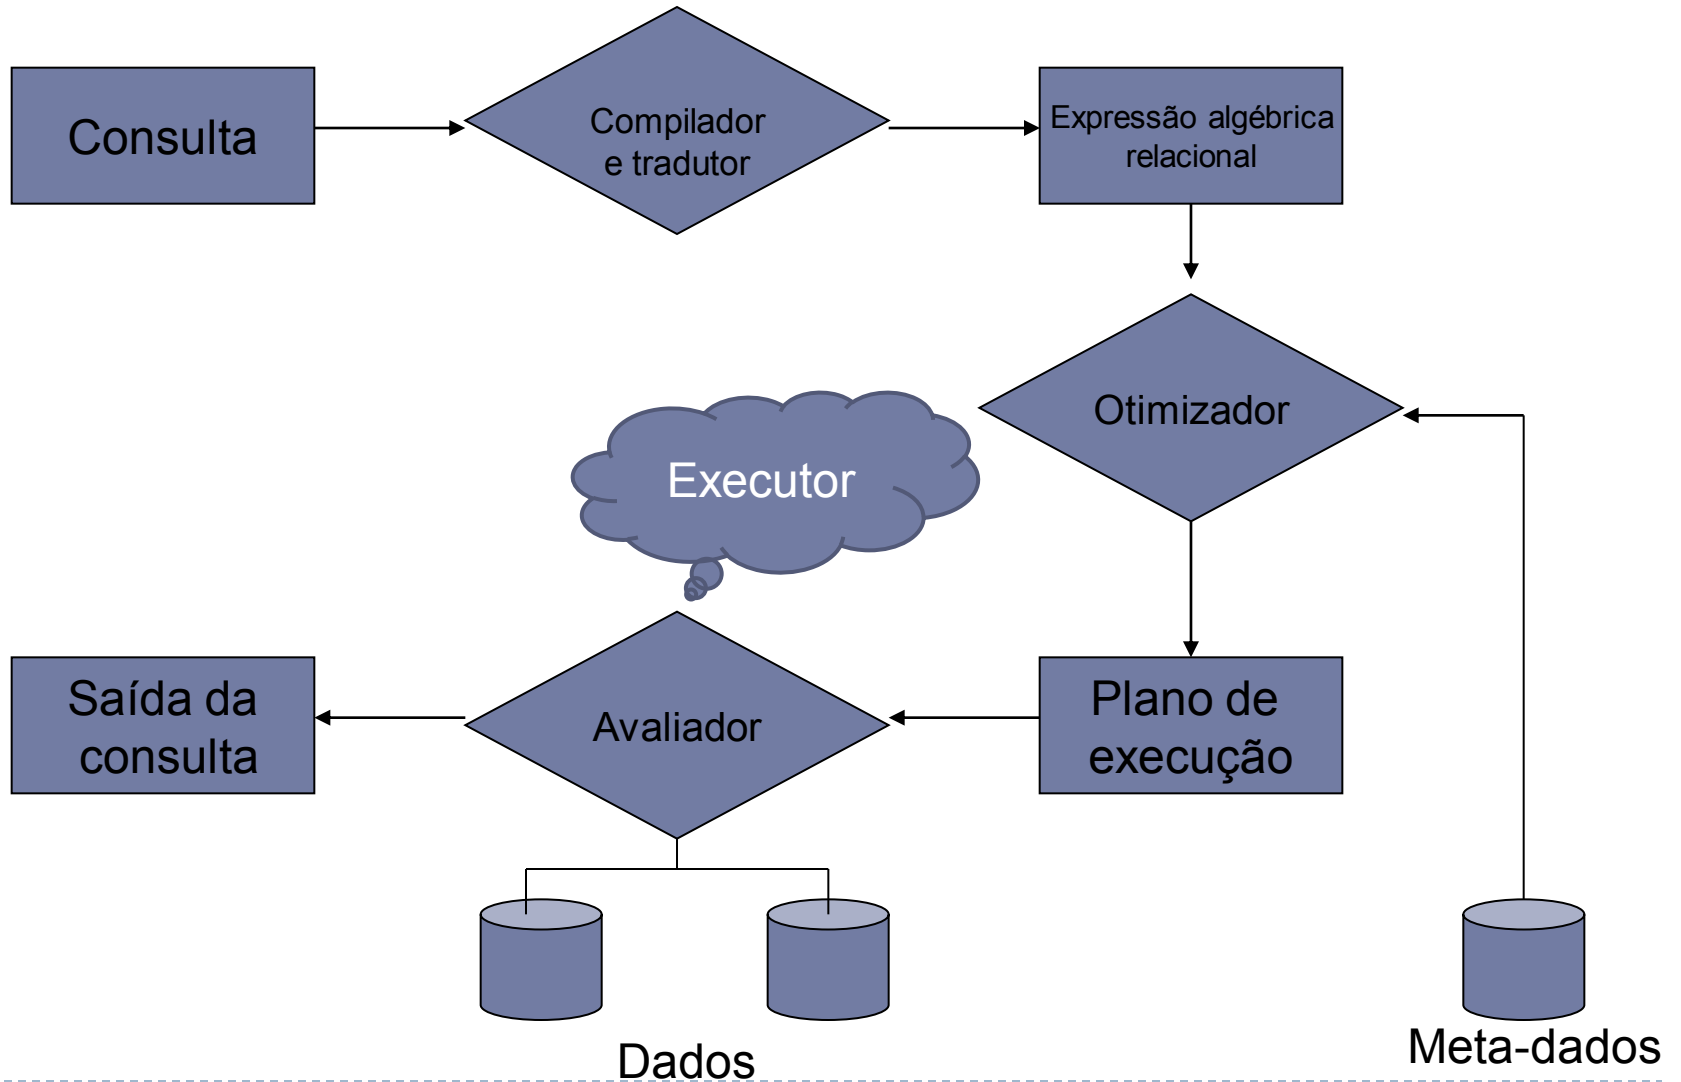 Consulta
Compilador
e tradutor
Expressão algébrica
relacional
Otimizador
Executor
Saída da
consulta
Avaliador
Plano de
execução
Dados
Meta-dados